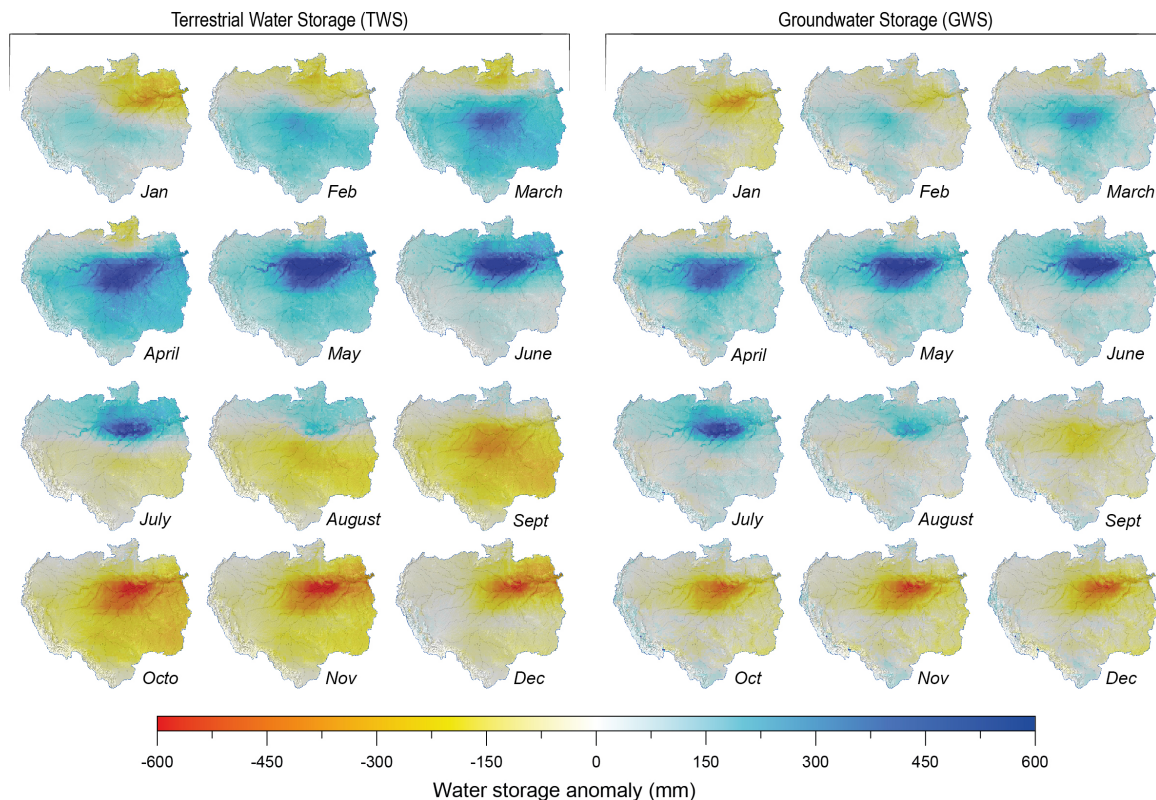 Terrestrial Water Storage (TWS)
Groundwater Storage (GWS)
Jan
Feb
March
Jan
Feb
March
April
May
June
April
May
June
July
August
Sept
July
August
Sept
Octo
Nov
Dec
Oct
Nov
Dec
-600 -450 -300 -150 0 150 300 450 600
Water storage anomaly (mm)